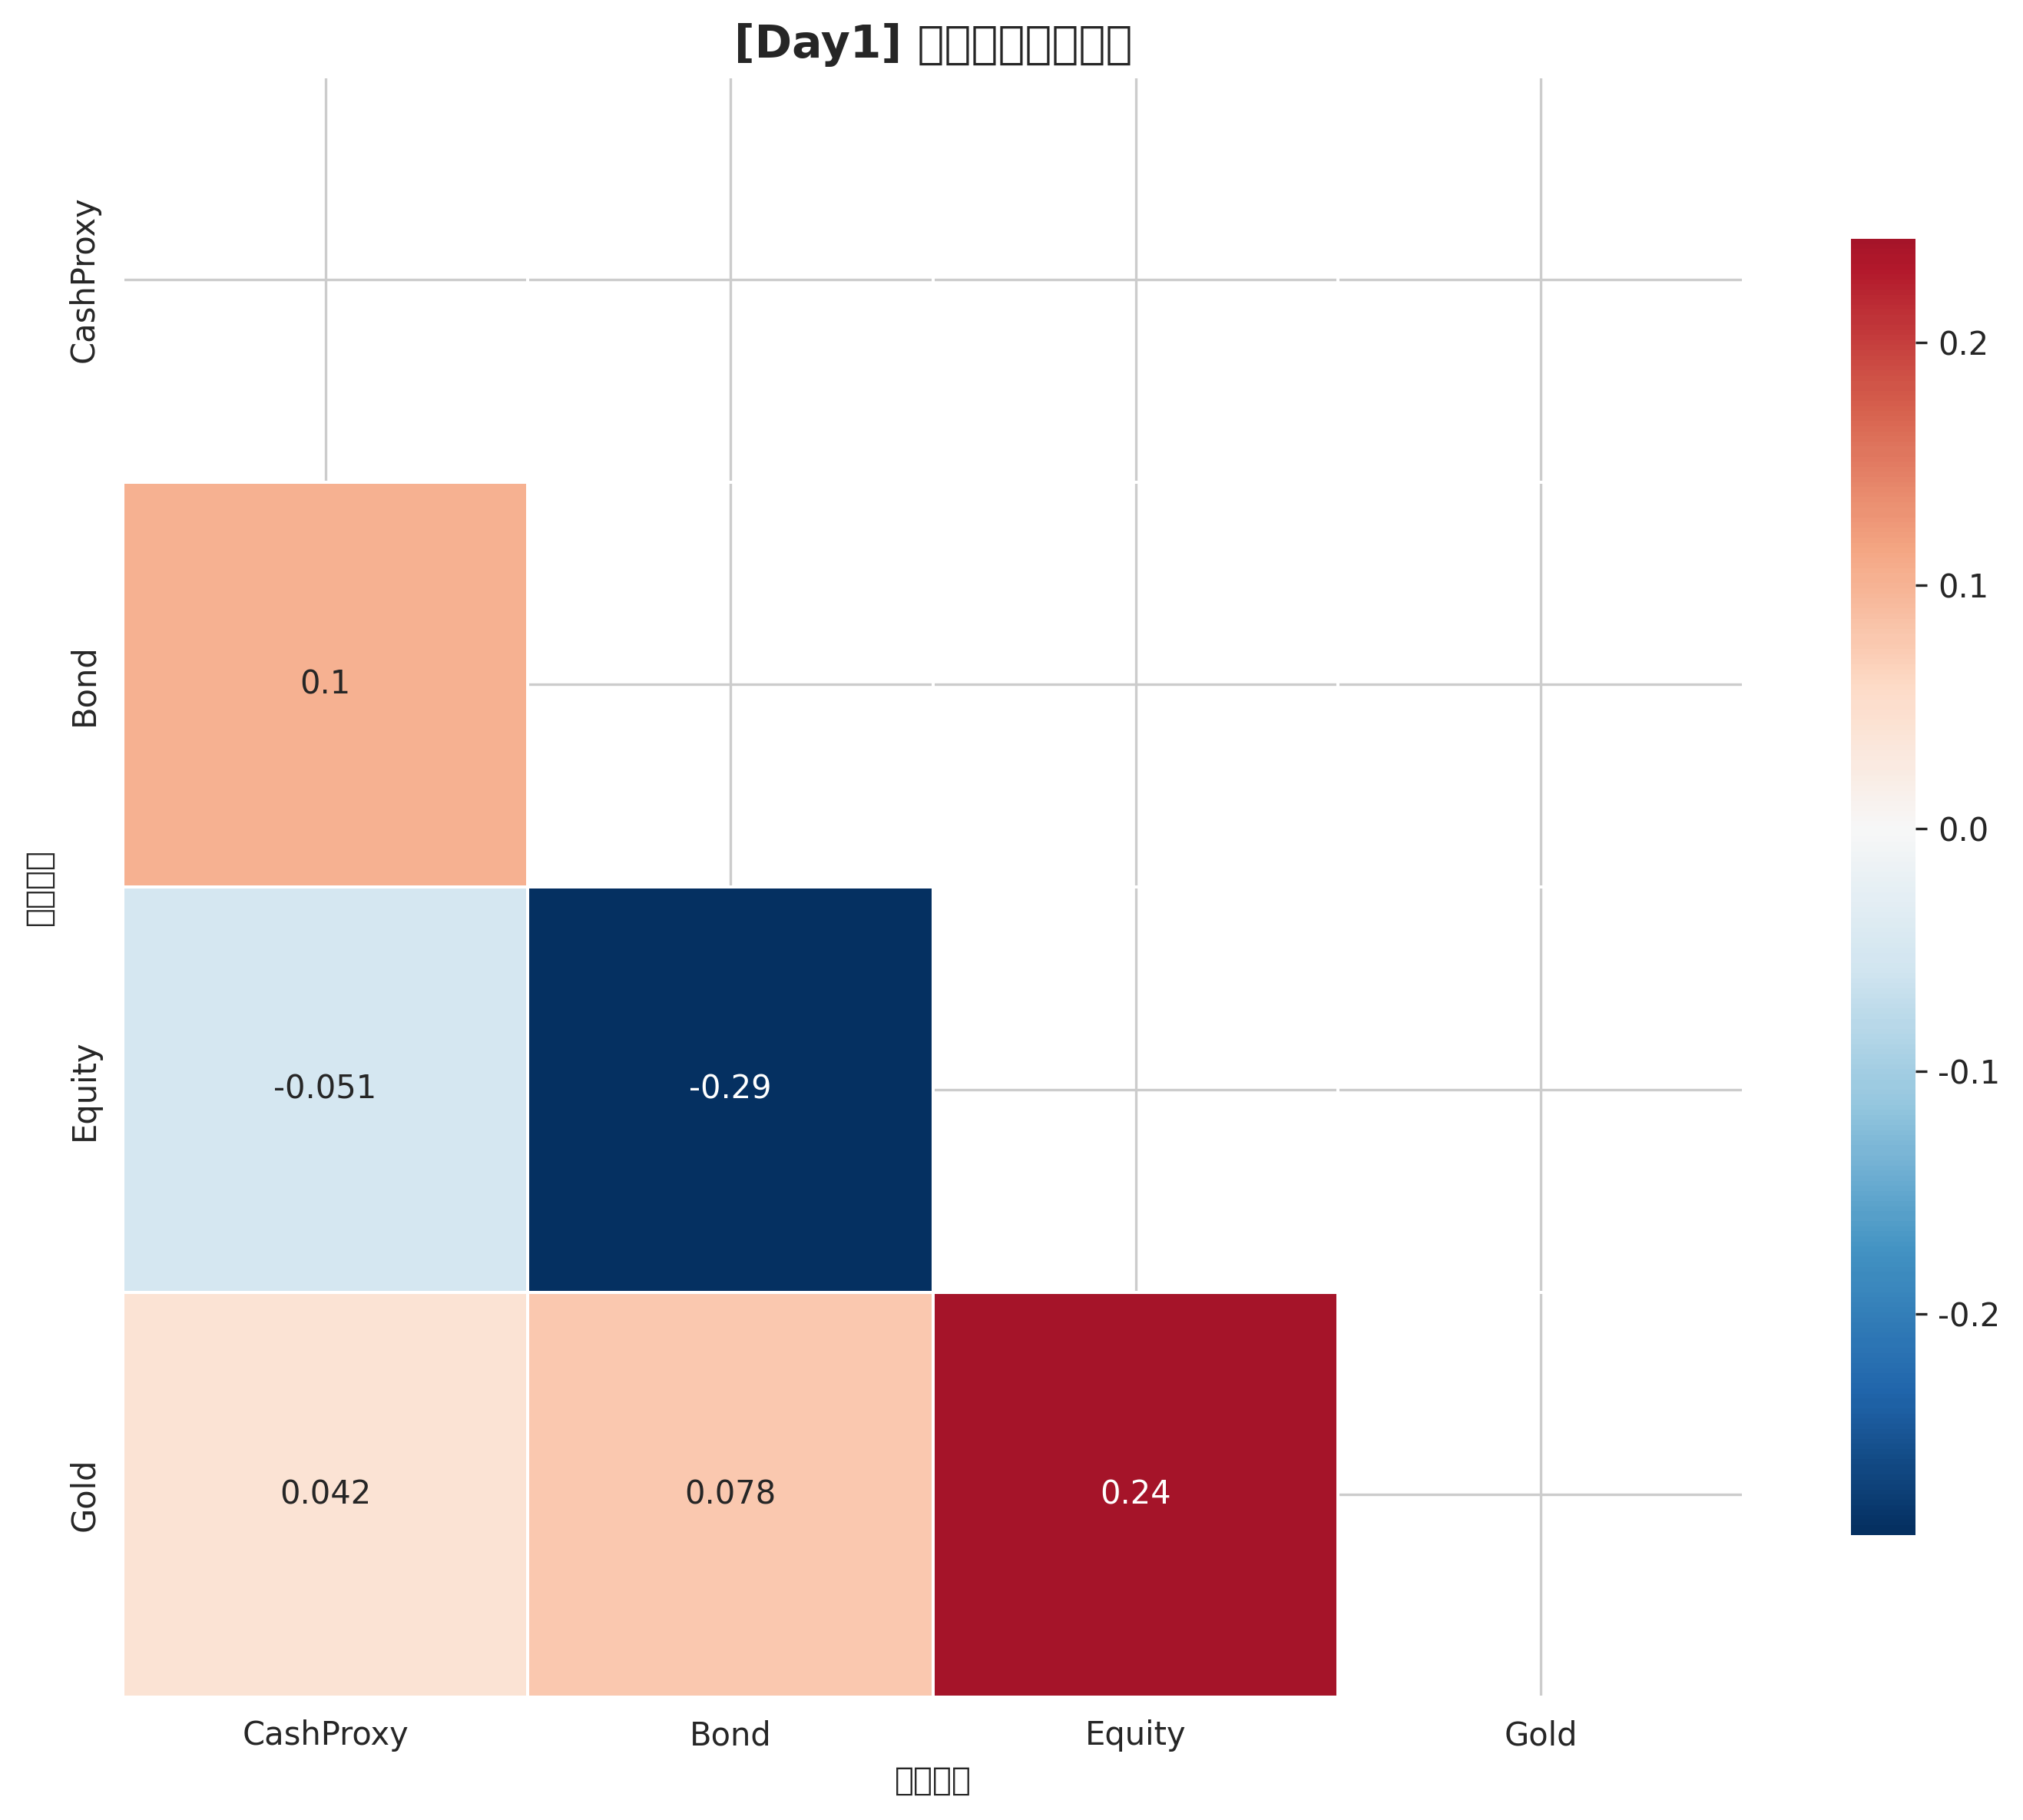 [Day1]
CashProxy
Bond
Equity
Gold
0.1
-0.051 -0.29
0.042 0.078 0.24
CashProxy Bond Equity Gold
0.2
0.1
0.0
-0.1
-0.2